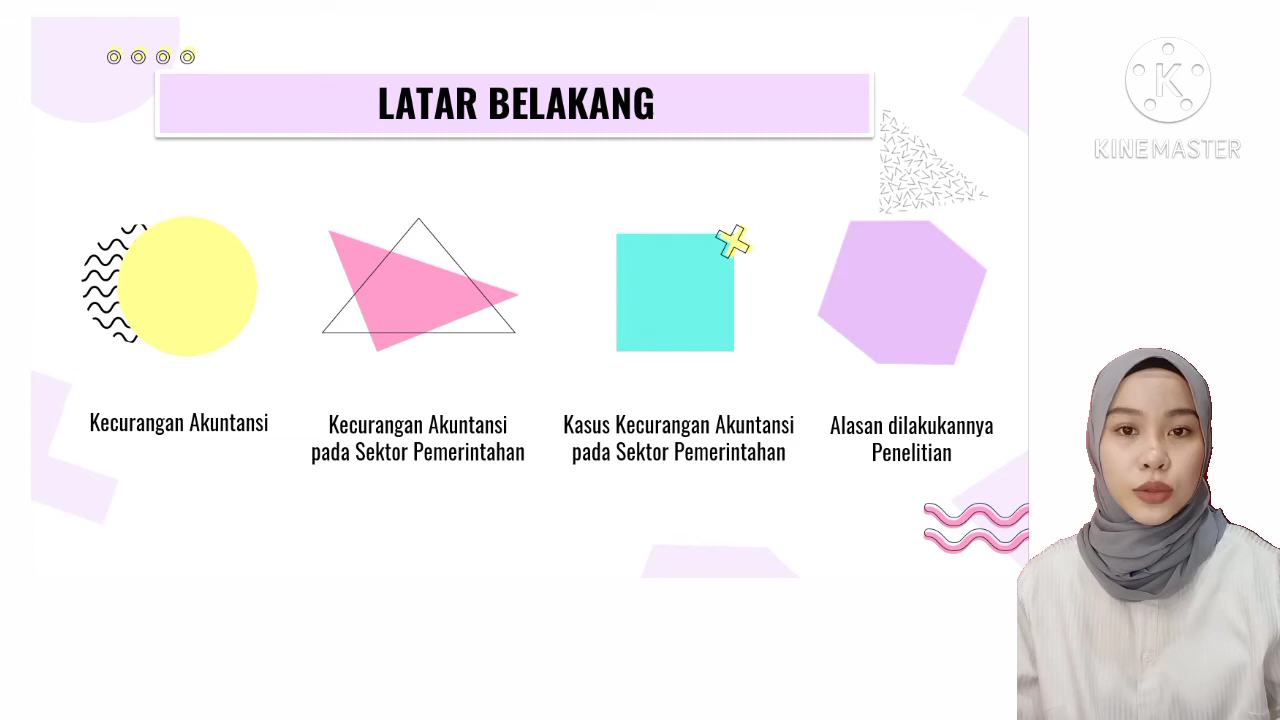 LATAR BELAKANG
KINEMASTER
Kecurangan Akuntansi
Kecurangan Akuntansi
pada Sektor Pemerintahan
Kasus Kecurangan Akuntansi
pada Sektor Pemerintahan
Alasan dilakukannya
Penelitian